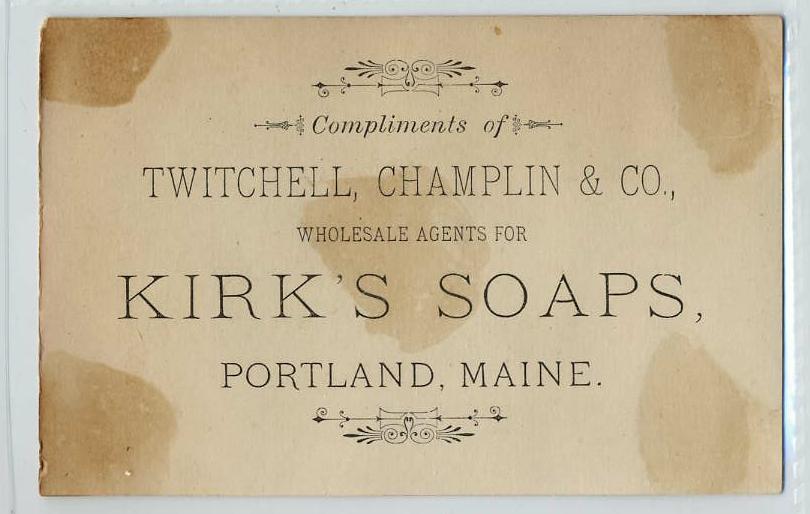 Compliments of
TWITCHELL, CHAMPLIN & CO.,
WHOLESALE AGENTS FOR
KIRK'S SOAPS,
PORTLAND, MAINE.